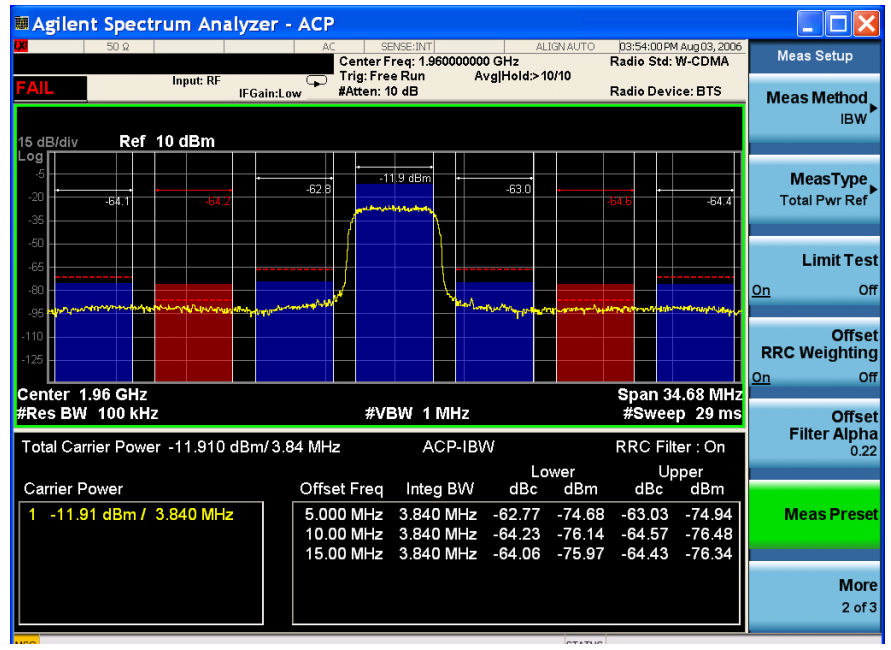 Agilent Spectrum Analyzer - ACP
LXI 50 Ω AC SENSE:INT ALIGN AUTO 03:54:00 PM Aug 03, 2006
Center Freq: 1.960000000 GHz Radio Std: W-CDMA
Trig: Free Run Avg|Hold:>10/10
FAIL Input: RF IFGain:Low #Atten: 10 dB Radio Device: BTS
15 dB/div Ref 10 dBm
Log
-5
-20
-35
-50
-65
-80
-95
-110
-125
-64.1 -64.2 -62.8 -11.9 dBm -63.0 -64.6 -64.4
Center 1.96 GHz Span 34.68 MHz
#Res BW 100 kHz #VBW 1 MHz #Sweep 29 ms
Total Carrier Power -11.910 dBm/ 3.84 MHz ACP-IBW RRC Filter : On
Lower Upper
Carrier Power Offset Freq Integ BW dBc dBm dBc dBm
1 -11.91 dBm / 3.840 MHz 5.000 MHz 3.840 MHz -62.77 -74.68 -63.03 -74.94
10.00 MHz 3.840 MHz -64.23 -76.14 -64.57 -76.48
15.00 MHz 3.840 MHz -64.06 -75.97 -64.43 -76.34
Meas Setup
Meas Method
IBW
MeasType
Total Pwr Ref
Limit Test
On Off
Offset
RRC Weighting
On Off
Offset
Filter Alpha
0.22
Meas Preset
More
2 of 3
MSG STATUS